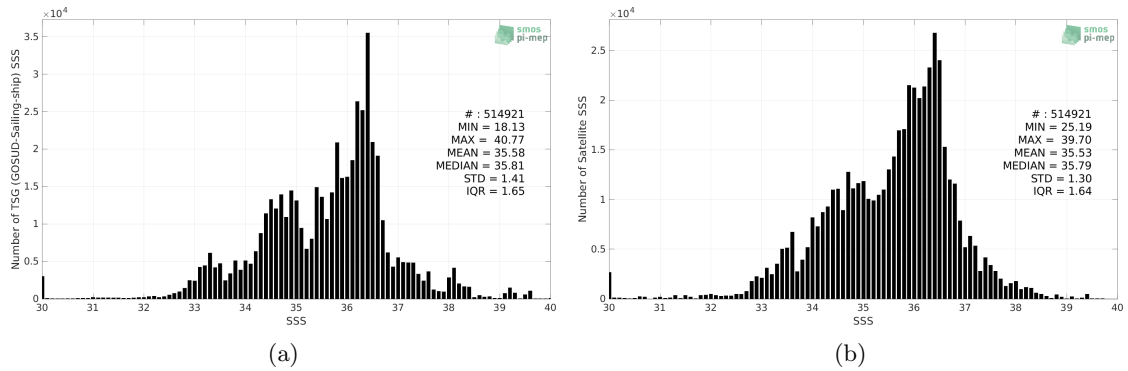 ×10⁴
3.5
3
2.5
2
1.5
1
0.5
0
Number of TSG (GOSUD-Sailing-ship) SSS
30 31 32 33 34 35 36 37 38 39 40
SSS
smos
pi-mep
# : 514921
MIN = 18.13
MAX = 40.77
MEAN = 35.58
MEDIAN = 35.81
STD = 1.41
IQR = 1.65
(a)
×10⁴
2.5
2
1.5
1
0.5
0
Number of Satellite SSS
30 31 32 33 34 35 36 37 38 39 40
SSS
smos
pi-mep
# : 514921
MIN = 25.19
MAX = 39.70
MEAN = 35.53
MEDIAN = 35.79
STD = 1.30
IQR = 1.64
(b)